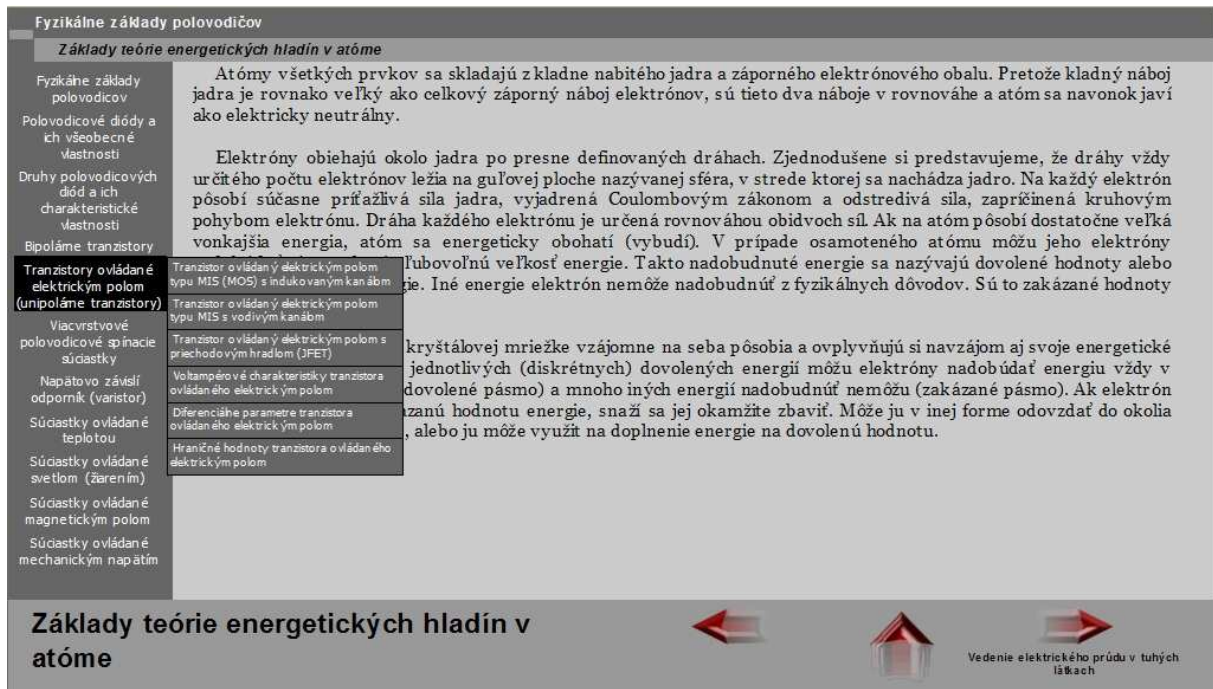 Fyzikálne základy polovodičov
Základy teórie energetických hladín v atóme
Fyzikálne základy
polovodicov
Polovodicové diódy a
ich všeobecné
vlastnosti
Druhy polovodicových
diód a ich
charakteristické
vlastnosti
Bipolárne tranzistory
Tranzistory ovládané
elektrickým polom
(unipolárne tranzistory)
Viacvrstvové
polovodicové spínacie
súciastky
Napätovo závislí
odporník (varistor)
Súciastky ovládané
teplotou
Súciastky ovládané
svetlom (žiarením)
Súciastky ovládané
magnetickým polom
Súciastky ovládané
mechanickým napätím
Tranzistor ovládaný elektrickým polom
typu MIS (MOS) s indukovaným kanálom
Tranzistor ovládaný elektrickým polom
typu MIS s vodivým kanálom
Tranzistor ovládaný elektrickým polom s
priechodovým hradlom (JFET)
Voltampérové charakteristiky tranzistora
ovládaného elektrickým polom
Diferenciálne parametre tranzistora
ovládaného elektrickým polom
Hraničné hodnoty tranzistora ovládaného
elektrickým polom
Atómy všetkých prvkov sa skladajú z kladne nabitého jadra a záporného elektrónového obalu. Pretože kladný náboj
jadra je rovnako veľký ako celkový záporný náboj elektrónov, sú tieto dva náboje v rovnováhe a atóm sa navonok javí
ako elektricky neutrálny.
Elektróny obiehajú okolo jadra po presne definovaných dráhach. Zjednodušene si predstavujeme, že dráhy vždy
určitého počtu elektrónov ležia na guľovej ploche nazývanej sféra, v strede ktorej sa nachádza jadro. Na každý elektrón
pôsobí súčasne príťažlivá sila jadra, vyjadrená Coulombovým zákonom a odstredivá sila, zapríčinená kruhovým
pohybom elektrónu. Dráha každého elektrónu je určená rovnováhou obidvoch síl. Ak na atóm pôsobí dostatočne veľká
vonkajšia energia, atóm sa energeticky obohatí (vybudí). V prípade osamoteného atómu môžu jeho elektróny
ľubovoľnú veľkosť energie. Takto nadobudnuté energie sa nazývajú dovolené hodnoty alebo
gie. Iné energie elektrón nemôže nadobudnúť z fyzikálnych dôvodov. Sú to zakázané hodnoty
kryštálovej mriežke vzájomne na seba pôsobia a ovplyvňujú si navzájom aj svoje energetické
jednotlivých (diskrétnych) dovolených energií môžu elektróny nadobúdať energiu vždy v
dovolené pásmo) a mnoho iných energií nadobudnúť nemôžu (zakázané pásmo). Ak elektrón
zanú hodnotu energie, snaží sa jej okamžite zbaviť. Môže ju v inej forme odovzdať do okolia
, alebo ju môže využit na doplnenie energie na dovolenú hodnotu.
Základy teórie energetických hladín v
atóme
Vedenie elektrického prúdu v tuhých
látkach